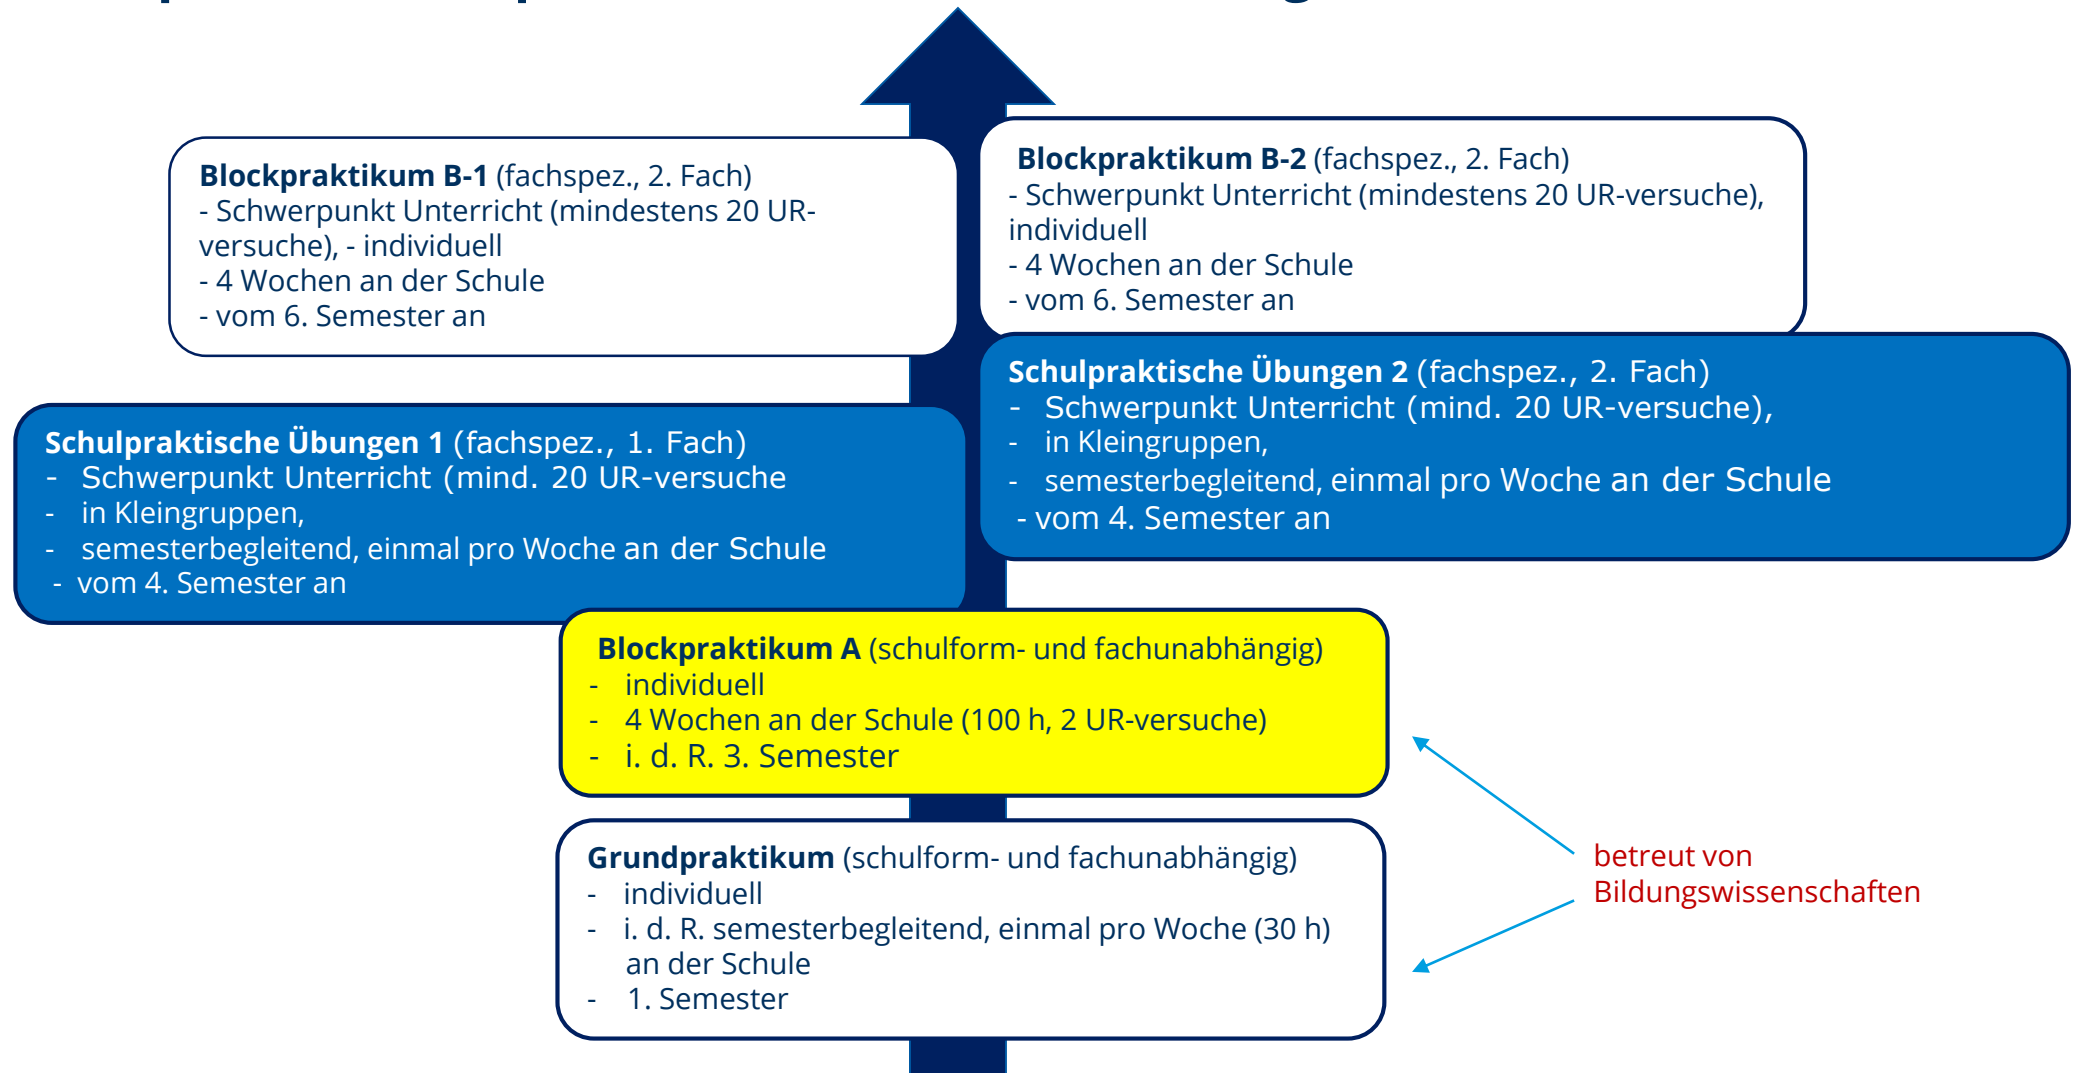 Blockpraktikum B-1 (fachspez., 2. Fach)
- Schwerpunkt Unterricht (mindestens 20 UR-
versuche), - individuell
- 4 Wochen an der Schule
- vom 6. Semester an
Blockpraktikum B-2 (fachspez., 2. Fach)
- Schwerpunkt Unterricht (mindestens 20 UR-versuche),
individuell
- 4 Wochen an der Schule
- vom 6. Semester an
Schulpraktische Übungen 1 (fachspez., 1. Fach)
- Schwerpunkt Unterricht (mind. 20 UR-versuche
- in Kleingruppen,
- semesterbegleitend, einmal pro Woche an der Schule
- vom 4. Semester an
Schulpraktische Übungen 2 (fachspez., 2. Fach)
- Schwerpunkt Unterricht (mind. 20 UR-versuche),
- in Kleingruppen,
- semesterbegleitend, einmal pro Woche an der Schule
- vom 4. Semester an
Blockpraktikum A (schulform- und fachunabhängig)
- individuell
- 4 Wochen an der Schule (100 h, 2 UR-versuche)
- i. d. R. 3. Semester
Grundpraktikum (schulform- und fachunabhängig)
- individuell
- i. d. R. semesterbegleitend, einmal pro Woche (30 h)
an der Schule
- 1. Semester
betreut von
Bildungswissenschaften